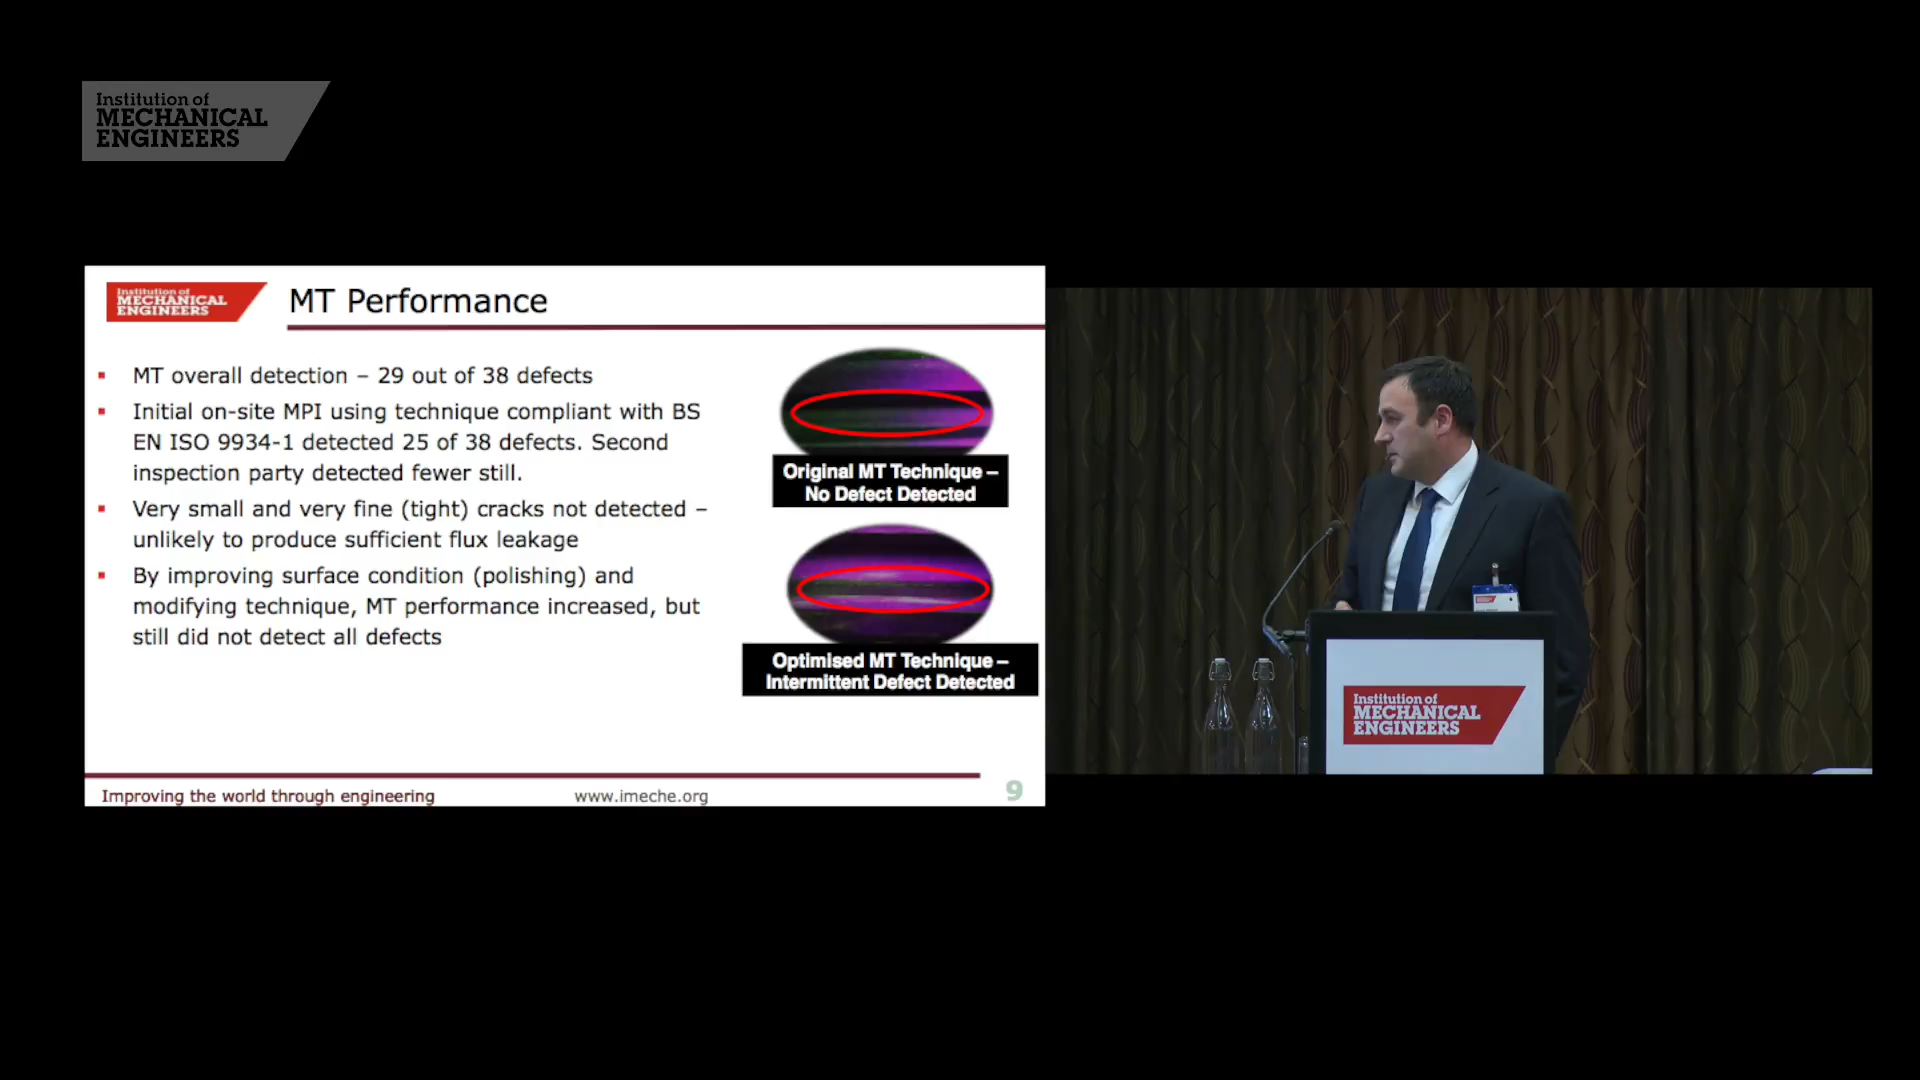 Institution of
MECHANICAL
ENGINEERS
Institution of
MECHANICAL
ENGINEERS
MT Performance
▪ MT overall detection – 29 out of 38 defects
▪ Initial on-site MPI using technique compliant with BS
EN ISO 9934-1 detected 25 of 38 defects. Second
inspection party detected fewer still.
▪ Very small and very fine (tight) cracks not detected –
unlikely to produce sufficient flux leakage
▪ By improving surface condition (polishing) and
modifying technique, MT performance increased, but
still did not detect all defects
Original MT Technique –
No Defect Detected
Optimised MT Technique –
Intermittent Defect Detected
Improving the world through engineering
www.imeche.org
9
Institution of
MECHANICAL
ENGINEERS